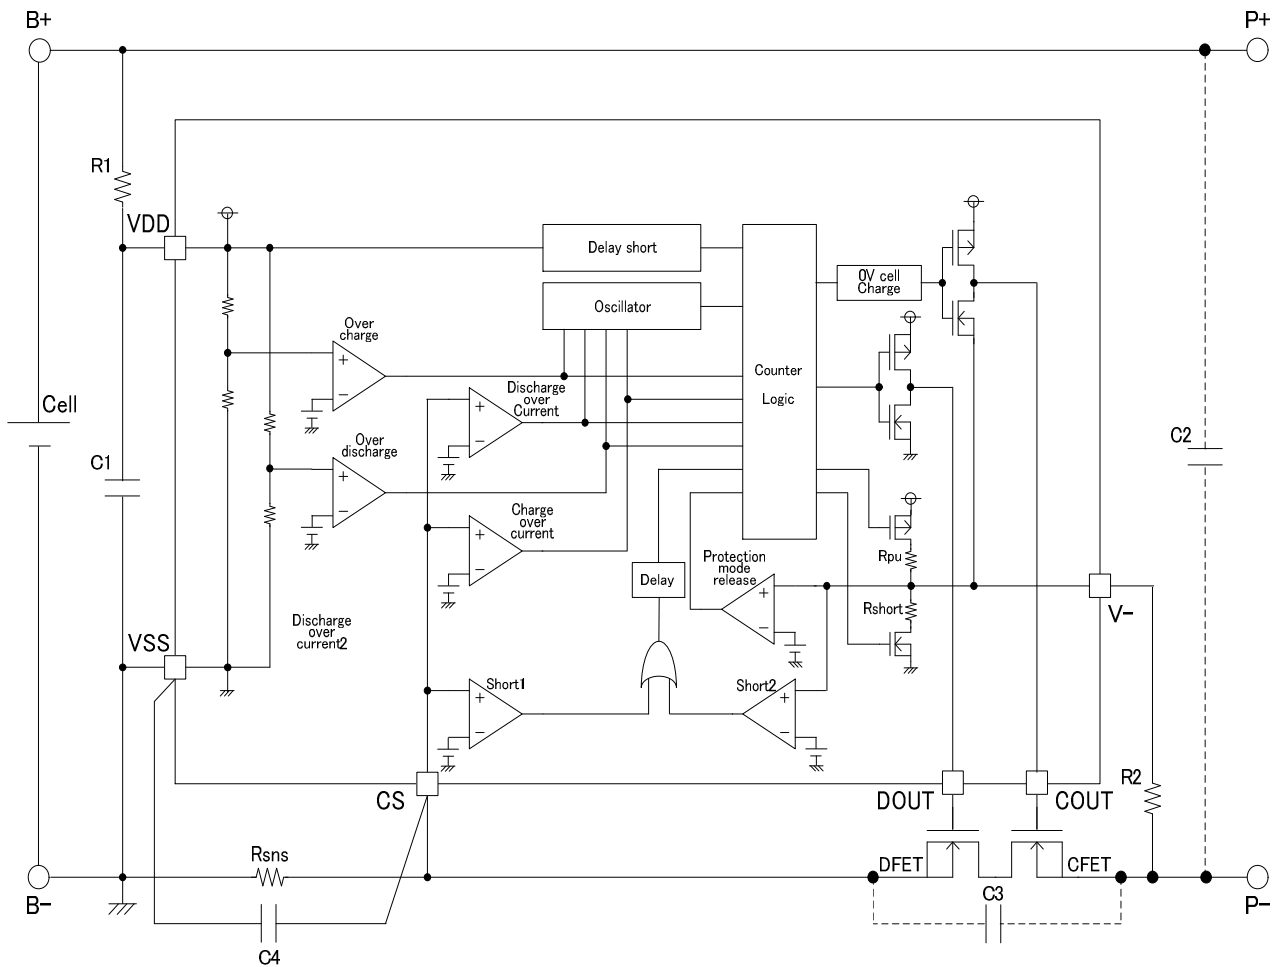 B+
P+
R1
VDD
Delay short
0V cell
Charge
Oscillator
Over
charge
+
−
Discharge
over
Current
+
−
Counter
Logic
Cell
C1
Over
discharge
+
−
C2
Charge
over
current
+
−
Rpu
Protection
mode
release
+
−
Delay
Rshort
V-
Discharge
over
current2
VSS
Short1
+
−
Short2
+
−
CS
DOUT
COUT
R2
Rsns
DFET
CFET
B-
C3
P-
C4